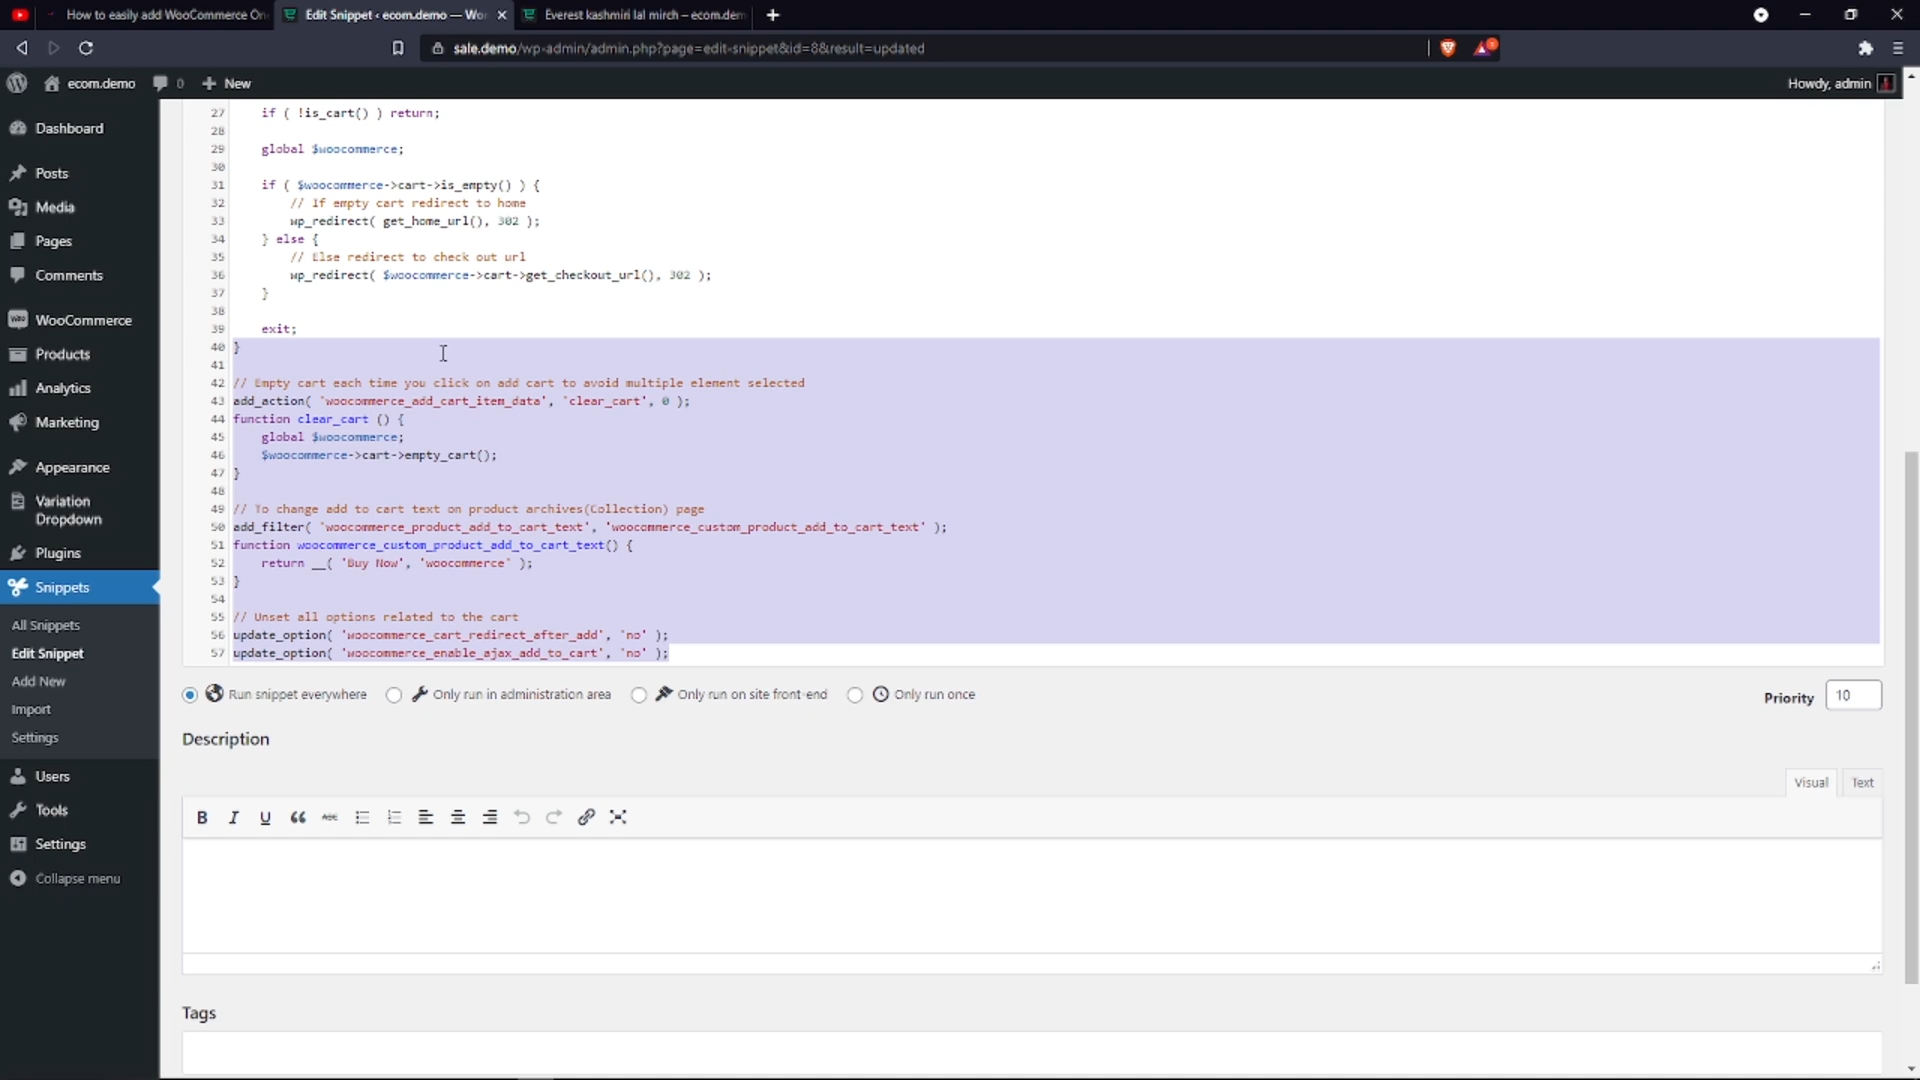 How to easily add WooCommerce On
Edit Snippet ‹ ecom.demo — Wo
Everest kashmiri lal mirch – ecom.dem
sale.demo/wp-admin/admin.php?page=edit-snippet&id=8&result=updated
ecom.demo
0
New
Howdy, admin
Dashboard
Posts
Media
Pages
Comments
WooCommerce
Products
Analytics
Marketing
Appearance
Variation
Dropdown
Plugins
Snippets
All Snippets
Edit Snippet
Add New
Import
Settings
Users
Tools
Settings
Collapse menu
27 if ( !is_cart() ) return;
28
29 global $woocommerce;
30
31 if ( $woocommerce->cart->is_empty() ) {
32 // If empty cart redirect to home
33 wp_redirect( get_home_url(), 302 );
34 } else {
35 // Else redirect to check out url
36 wp_redirect( $woocommerce->cart->get_checkout_url(), 302 );
37 }
38
39 exit;
40 }
41
42 // Empty cart each time you click on add cart to avoid multiple element selected
43 add_action( 'woocommerce_add_cart_item_data', 'clear_cart', 0 );
44 function clear_cart () {
45 global $woocommerce;
46 $woocommerce->cart->empty_cart();
47 }
48
49 // To change add to cart text on product archives(Collection) page
50 add_filter( 'woocommerce_product_add_to_cart_text', 'woocommerce_custom_product_add_to_cart_text' );
51 function woocommerce_custom_product_add_to_cart_text() {
52 return __( 'Buy Now', 'woocommerce' );
53 }
54
55 // Unset all options related to the cart
56 update_option( 'woocommerce_cart_redirect_after_add', 'no' );
57 update_option( 'woocommerce_enable_ajax_add_to_cart', 'no' );
Run snippet everywhere Only run in administration area Only run on site front-end Only run once
Priority 10
Description
Visual Text
B I U ABC
Tags